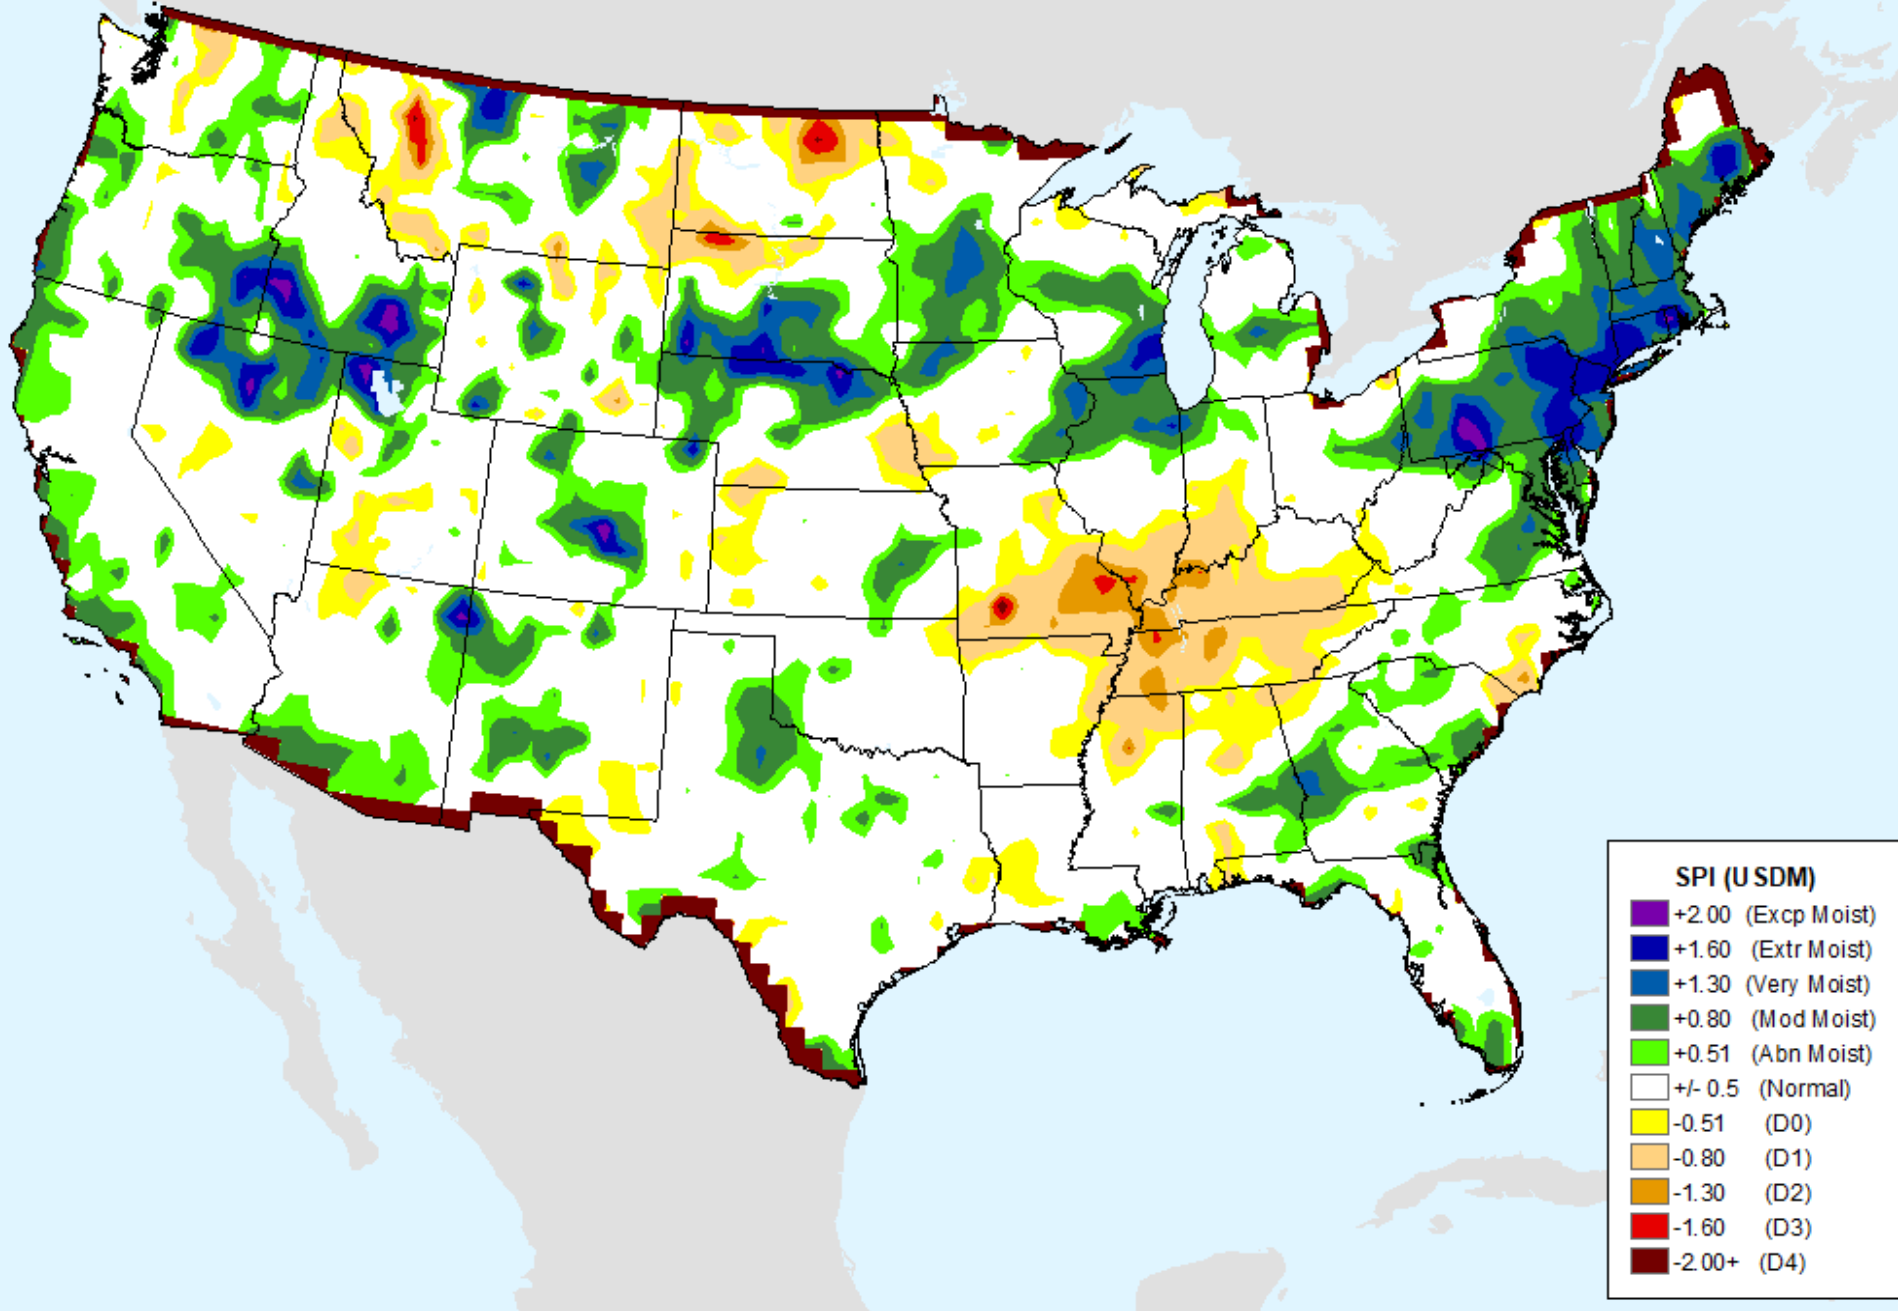 SPI (USDM)
+2.00 (Excp Moist)
+1.60 (Extr Moist)
+1.30 (Very Moist)
+0.80 (Mod Moist)
+0.51 (Abn Moist)
+/- 0.5 (Normal)
-0.51 (D0)
-0.80 (D1)
-1.30 (D2)
-1.60 (D3)
-2.00+ (D4)